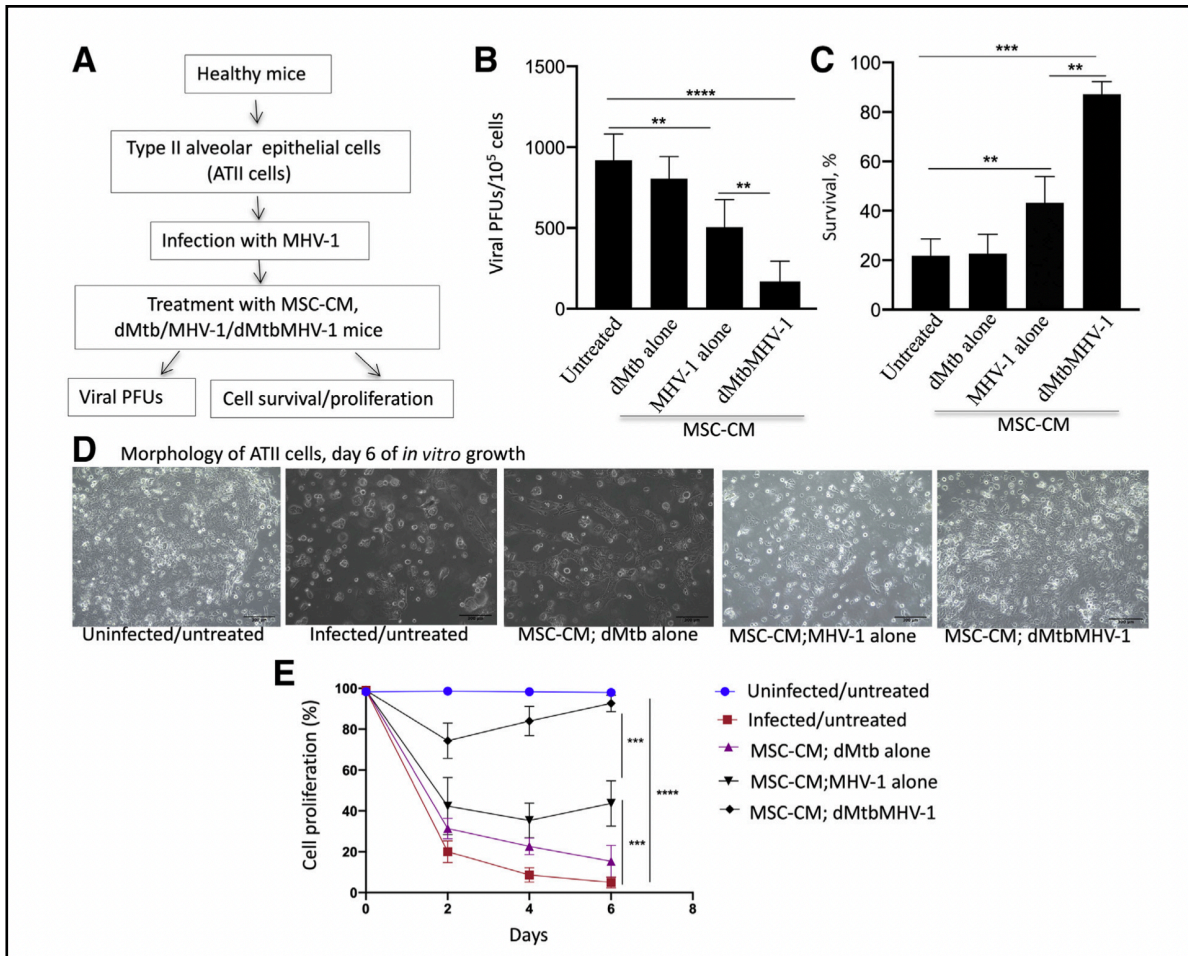 A
Healthy mice
Type II alveolar epithelial cells
(ATII cells)
Infection with MHV-1
Treatment with MSC-CM,
dMtb/MHV-1/dMtbMHV-1 mice
Viral PFUs
Cell survival/proliferation
B
Viral PFUs/10⁵ cells
1500
1000
500
0
****
**
**
Untreated
dMtb alone
MHV-1 alone
dMtbMHV-1
MSC-CM
C
Survival, %
100
80
60
40
20
0
***
**
**
Untreated
dMtb alone
MHV-1 alone
dMtbMHV-1
MSC-CM
D
Morphology of ATII cells, day 6 of in vitro growth
Uninfected/untreated
Infected/untreated
MSC-CM; dMtb alone
MSC-CM;MHV-1 alone
MSC-CM; dMtbMHV-1
E
Cell proliferation (%)
100
80
60
40
20
0
0 2 4 6 8
Days
***
***
****
Uninfected/untreated
Infected/untreated
MSC-CM; dMtb alone
MSC-CM;MHV-1 alone
MSC-CM; dMtbMHV-1